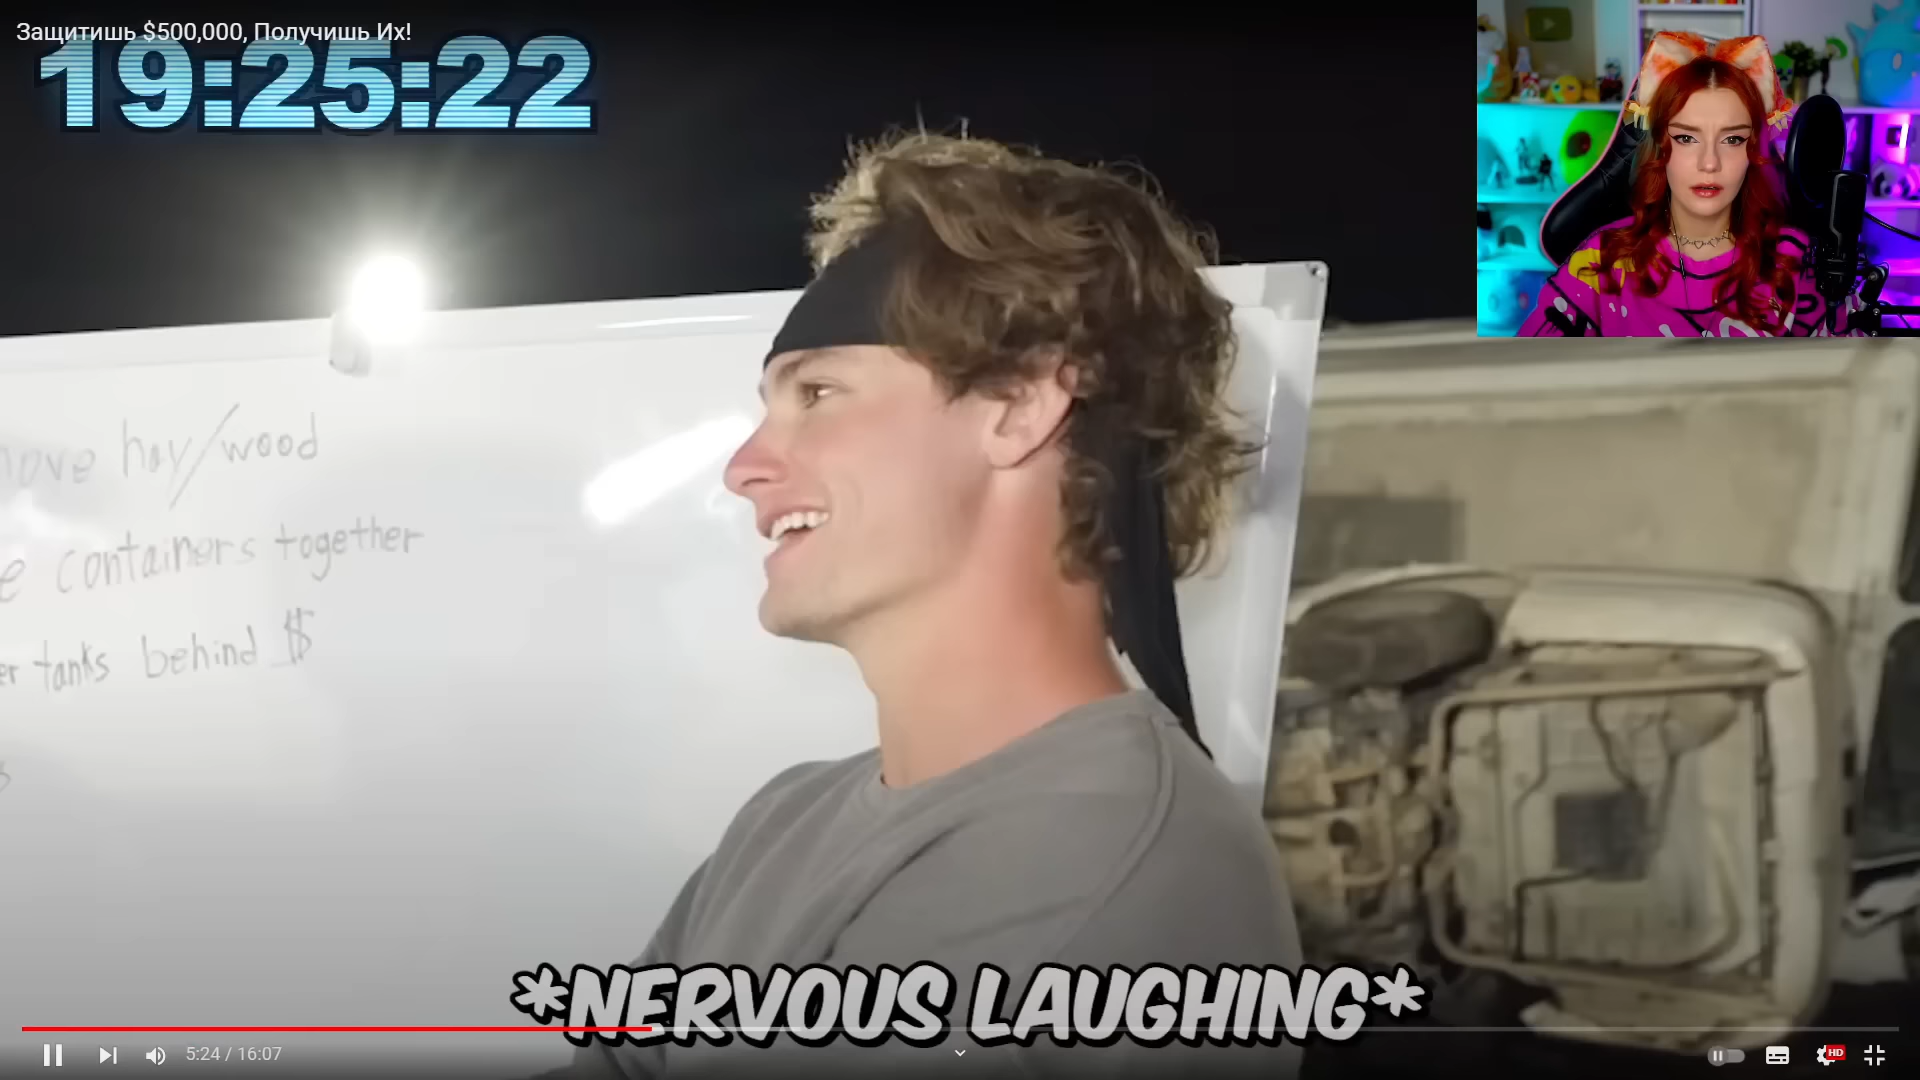 Защитишь $500,000, Получишь Их!
19:25:22
hay/wood
containers together
tanks behind $
*NERVOUS LAUGHING*
5:24 / 16:07
HD